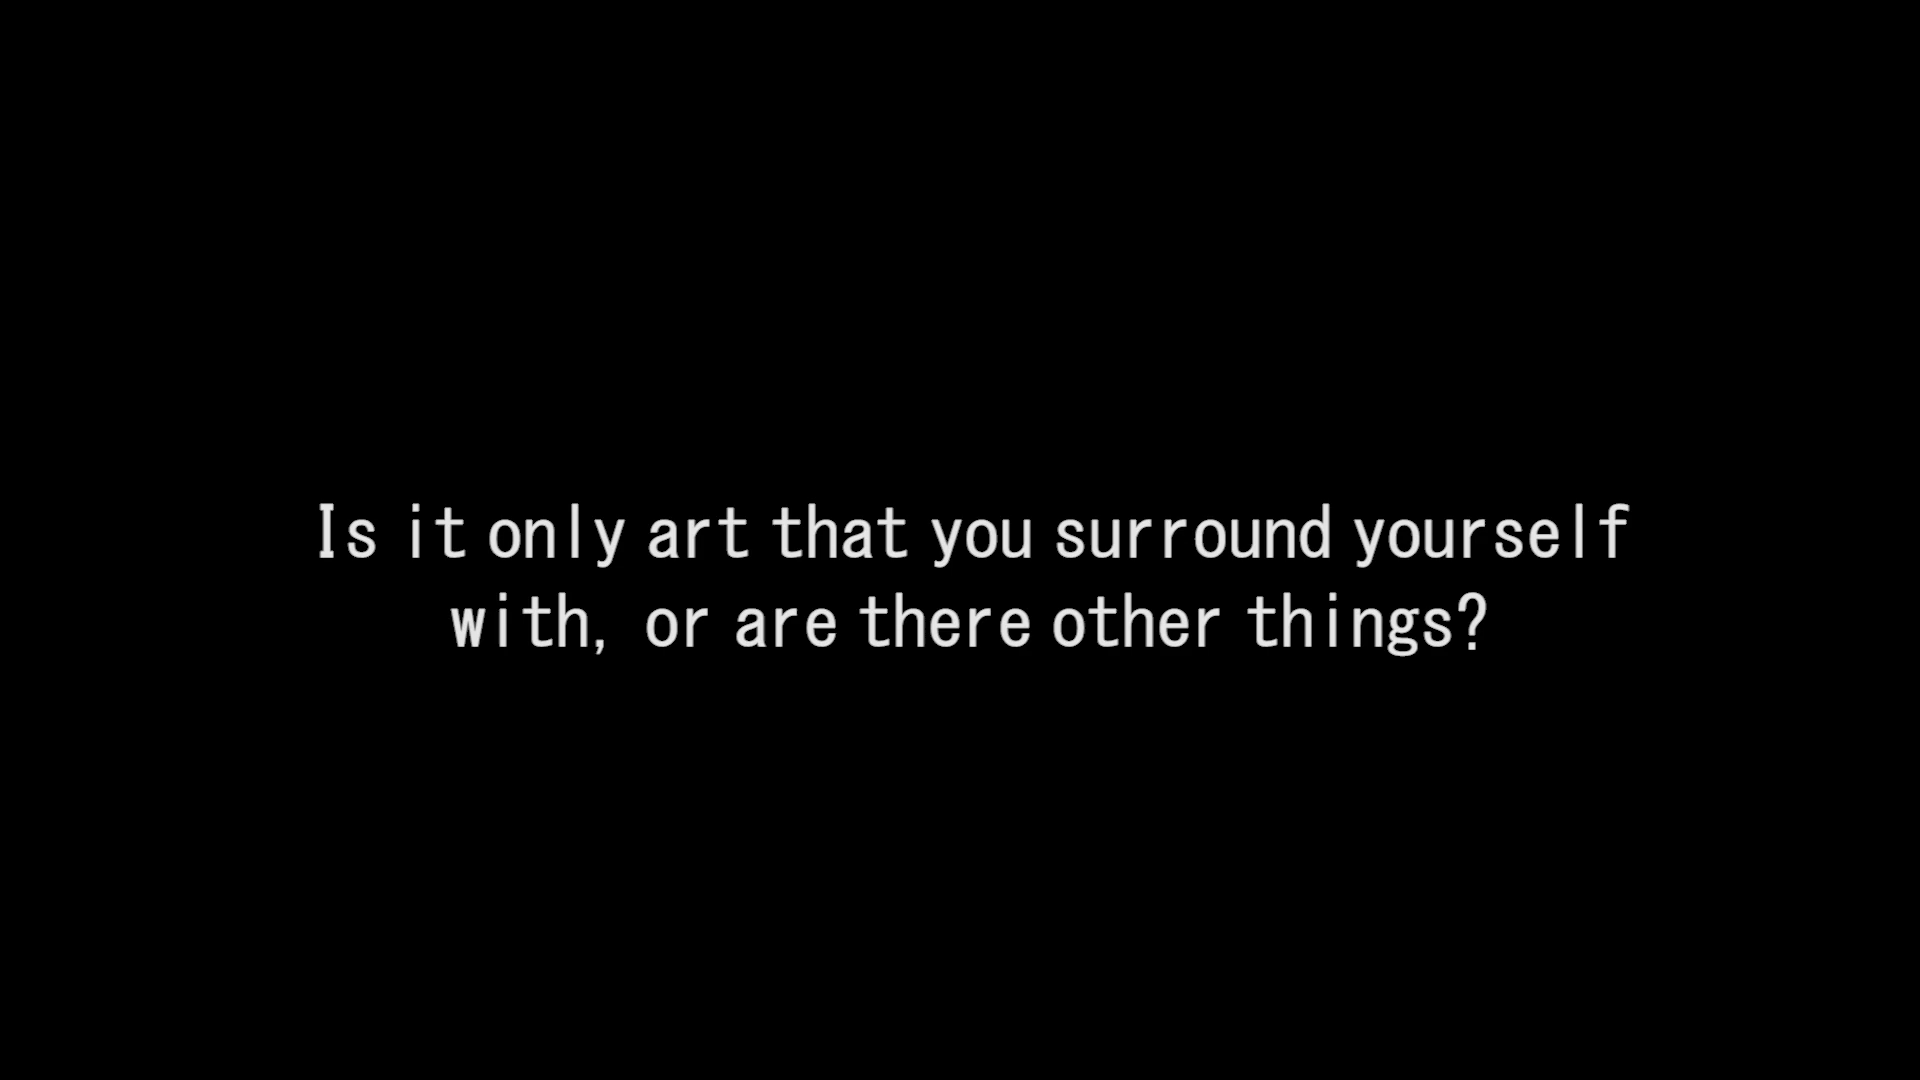 Is it only art that you surround yourself
with, or are there other things?